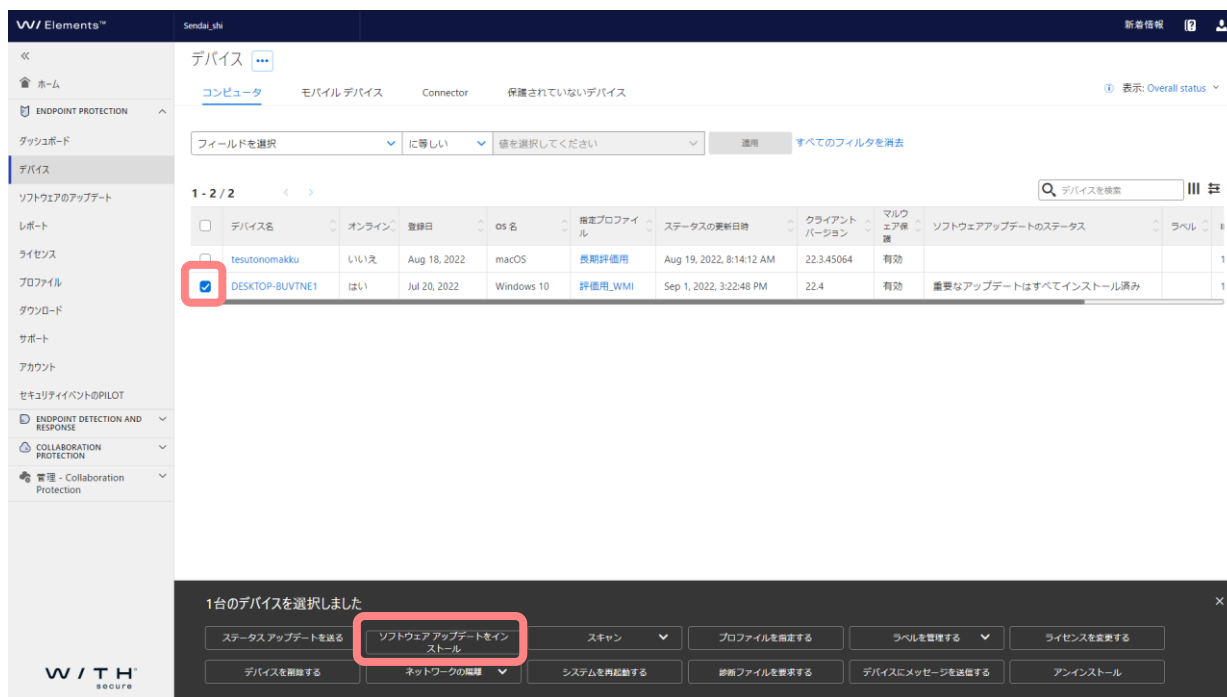 W/ Elements™
Sendai_shi
新着情報
デバイス
ホーム
コンピュータ
モバイル デバイス
Connector
保護されていないデバイス
表示: Overall status
ENDPOINT PROTECTION
ダッシュボード
フィールドを選択
に等しい
値を選択してください
適用
すべてのフィルタを消去
デバイス
ソフトウェアのアップデート
1 - 2 / 2
デバイスを検索
レポート
デバイス名
オンライン
登録日
OS 名
指定プロファイ
ル
ステータスの更新日時
クライアント
バージョン
マルウ
ェア保
護
ソフトウェアアップデートのステータス
ラベル
ライセンス
tesutonomakku
いいえ
Aug 18, 2022
macOS
長期評価用
Aug 19, 2022, 8:14:12 AM
22.3.45064
有効
1
プロファイル
DESKTOP-BUVTNE1
はい
Jul 20, 2022
Windows 10
評価用_WMI
Sep 1, 2022, 3:22:48 PM
22.4
有効
重要なアップデートはすべてインストール済み
1
ダウンロード
サポート
アカウント
セキュリティイベントのPILOT
ENDPOINT DETECTION AND
RESPONSE
COLLABORATION
PROTECTION
管理 - Collaboration
Protection
1台のデバイスを選択しました
ステータス アップデートを送る
ソフトウェア アップデートをイン
ストール
スキャン
プロファイルを指定する
ラベルを管理する
ライセンスを変更する
デバイスを削除する
ネットワークの隔離
システムを再起動する
診断ファイルを要求する
デバイスにメッセージを送信する
アンインストール
W / T H
secure